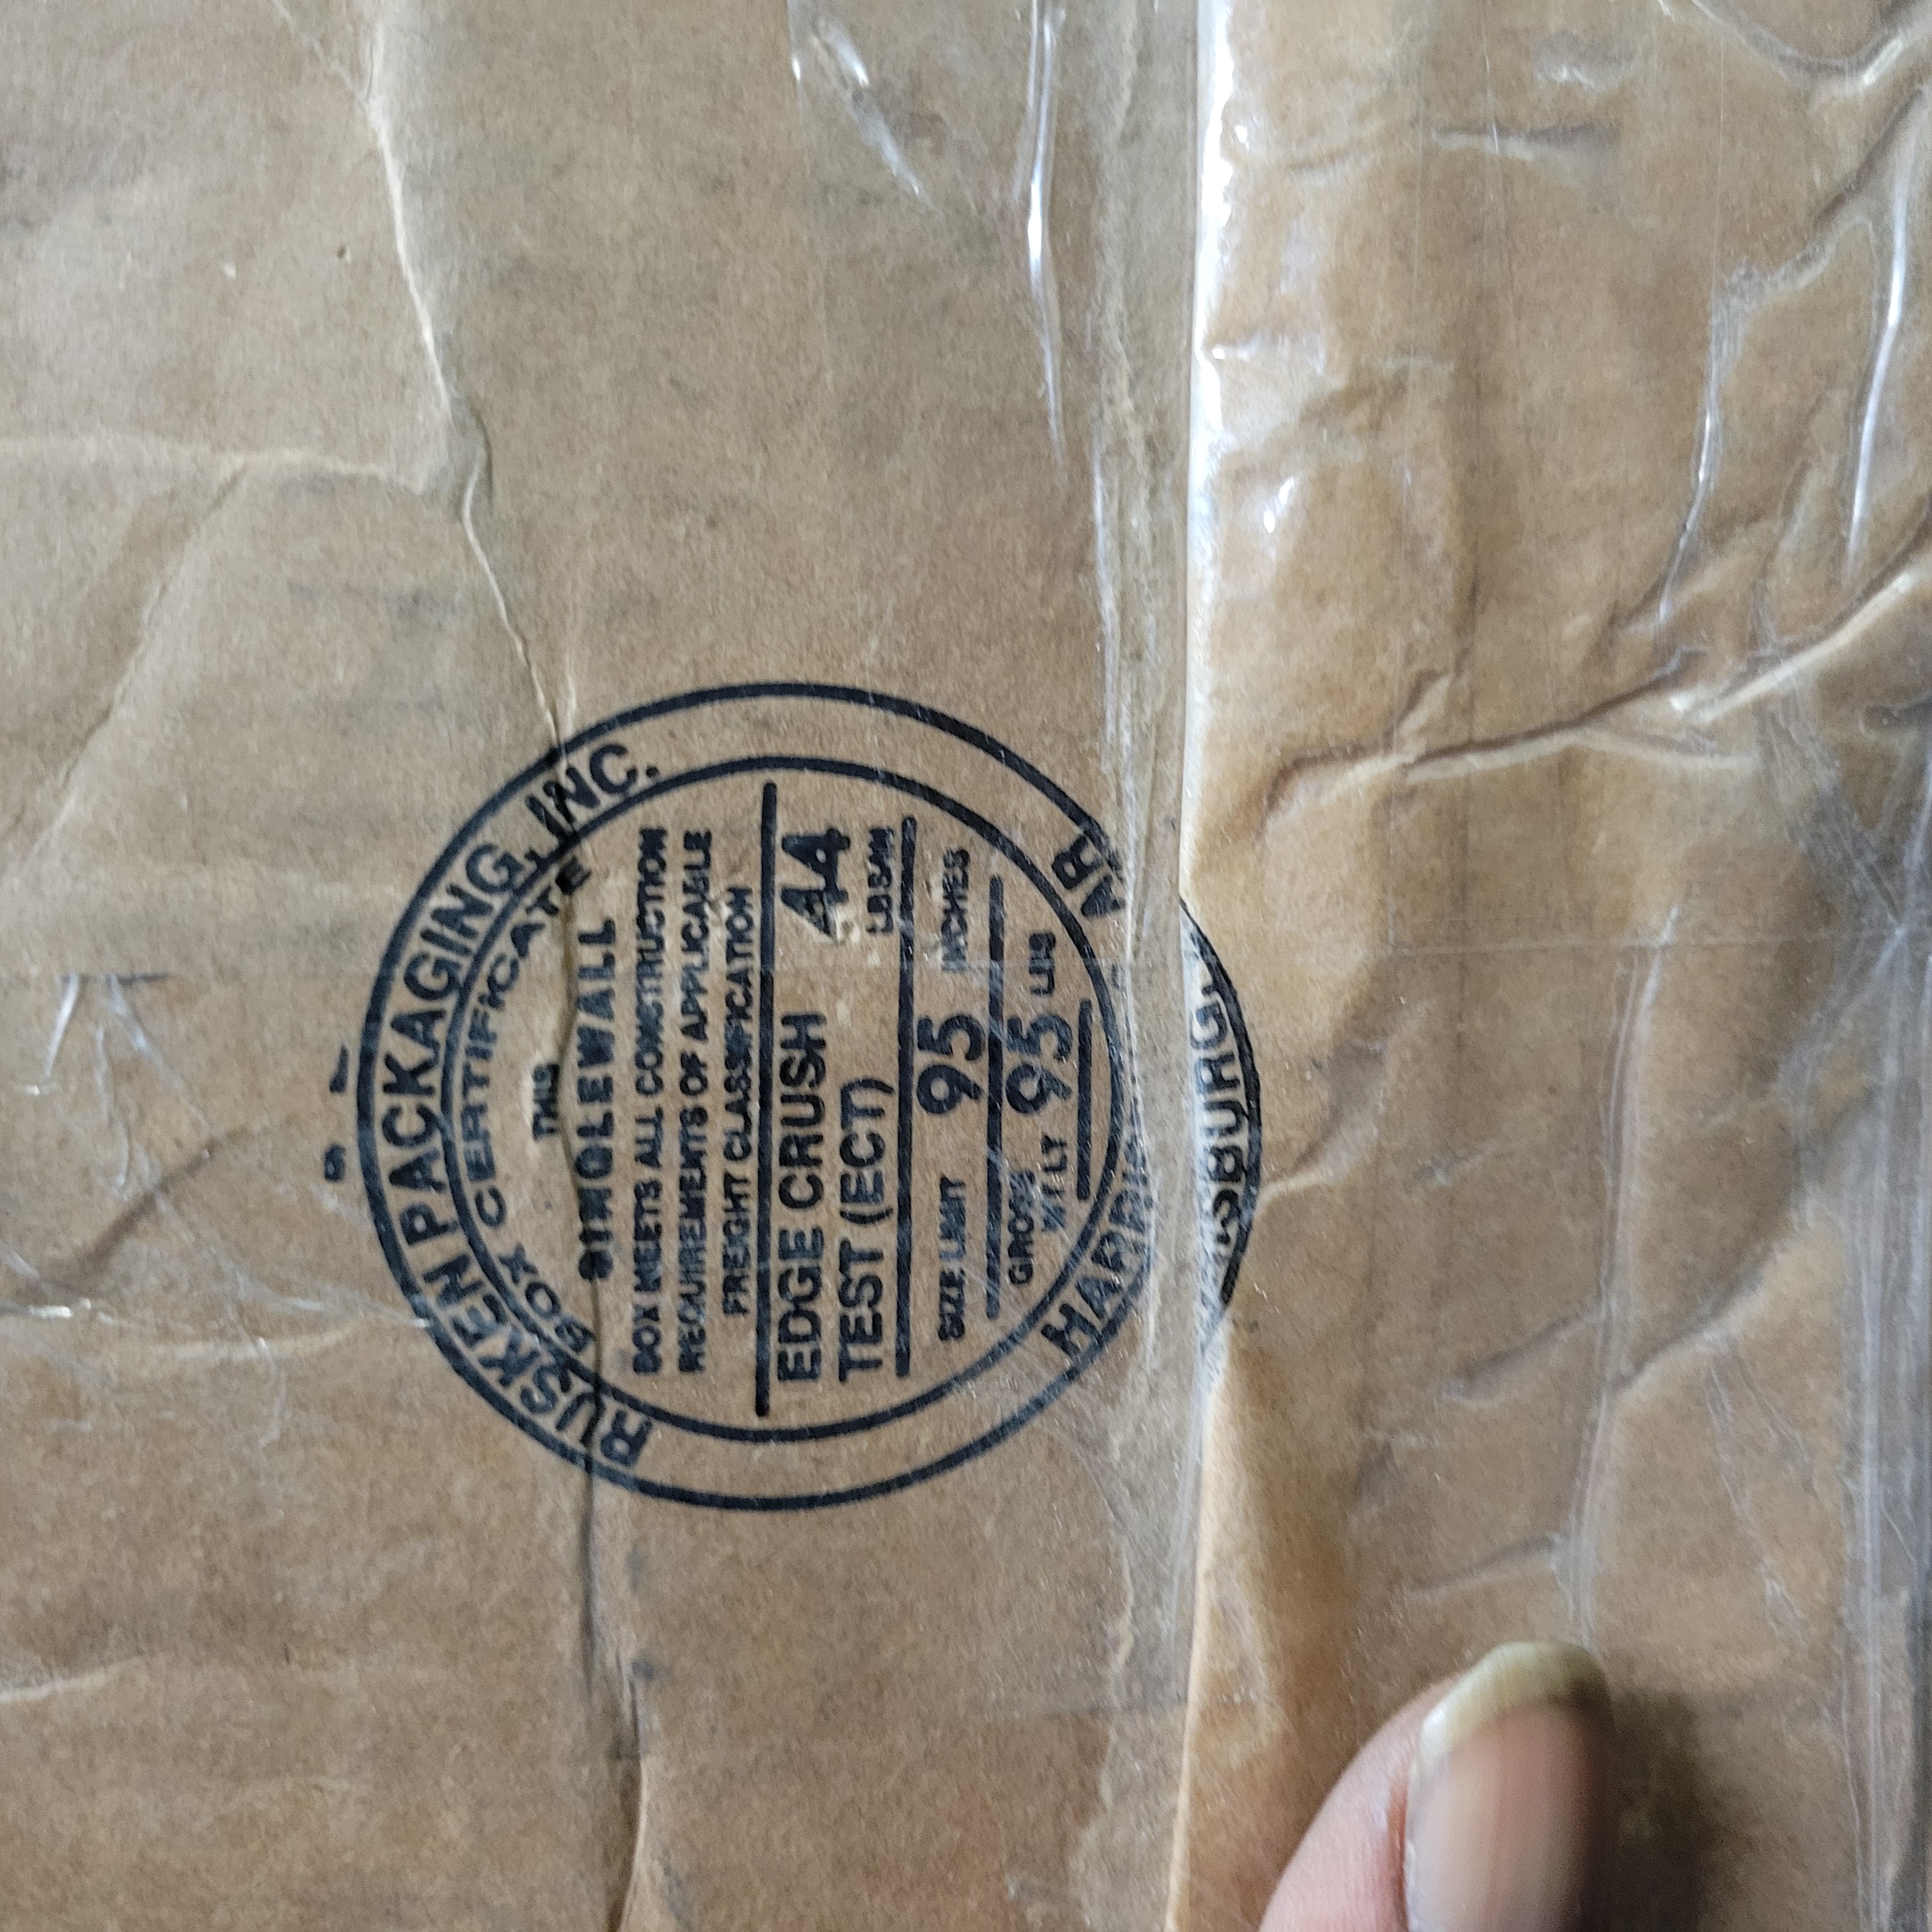 RUSKEN PACKAGING, INC.
BOX CERTIFICATE
THIS
SINGLEWALL
BOX MEETS ALL CONSTRUCTION
REQUIREMENTS OF APPLICABLE
FREIGHT CLASSIFICATION
EDGE CRUSH
TEST (ECT) 44
LBS/IN
SIZE LIMIT 95 INCHES
GROSS
WT. LT 95 LBS
HARRISBURG, AR